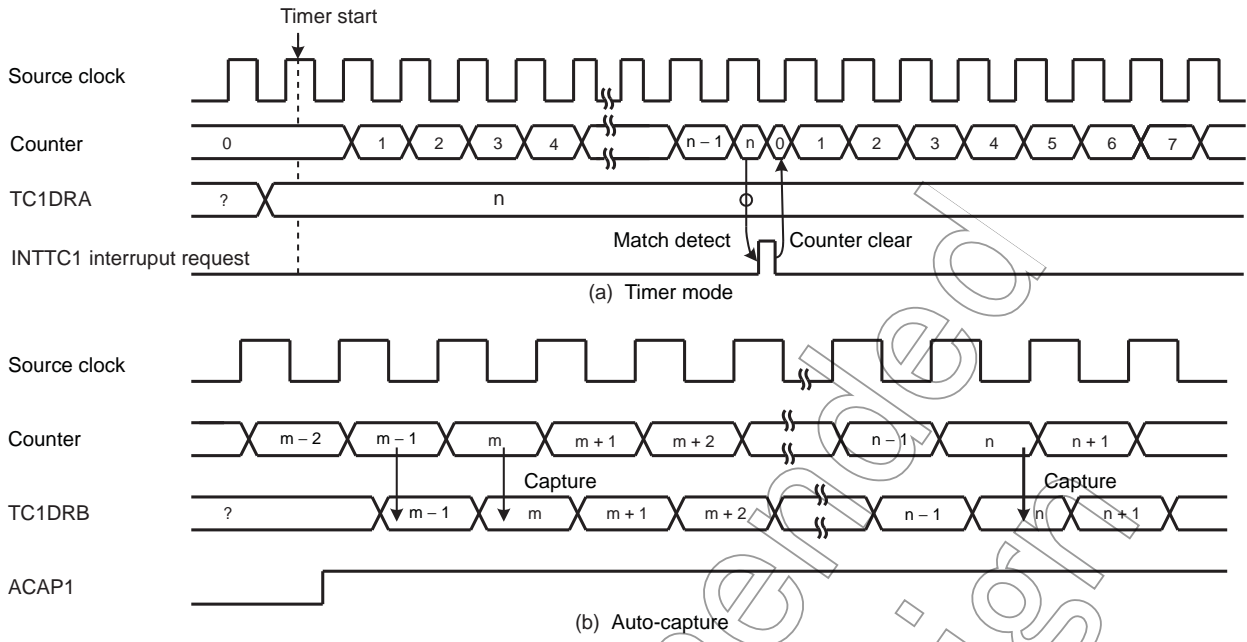 Timer start
Source clock
Counter 0 1 2 3 4 n – 1 n 0 1 2 3 4 5 6 7
TC1DRA ? n
Match detect Counter clear
INTTC1 interruput request
(a) Timer mode
Source clock
Counter m – 2 m – 1 m m + 1 m + 2 n – 1 n n + 1
Capture Capture
TC1DRB ? m – 1 m m + 1 m + 2 n – 1 n n + 1
ACAP1
(b) Auto-capture